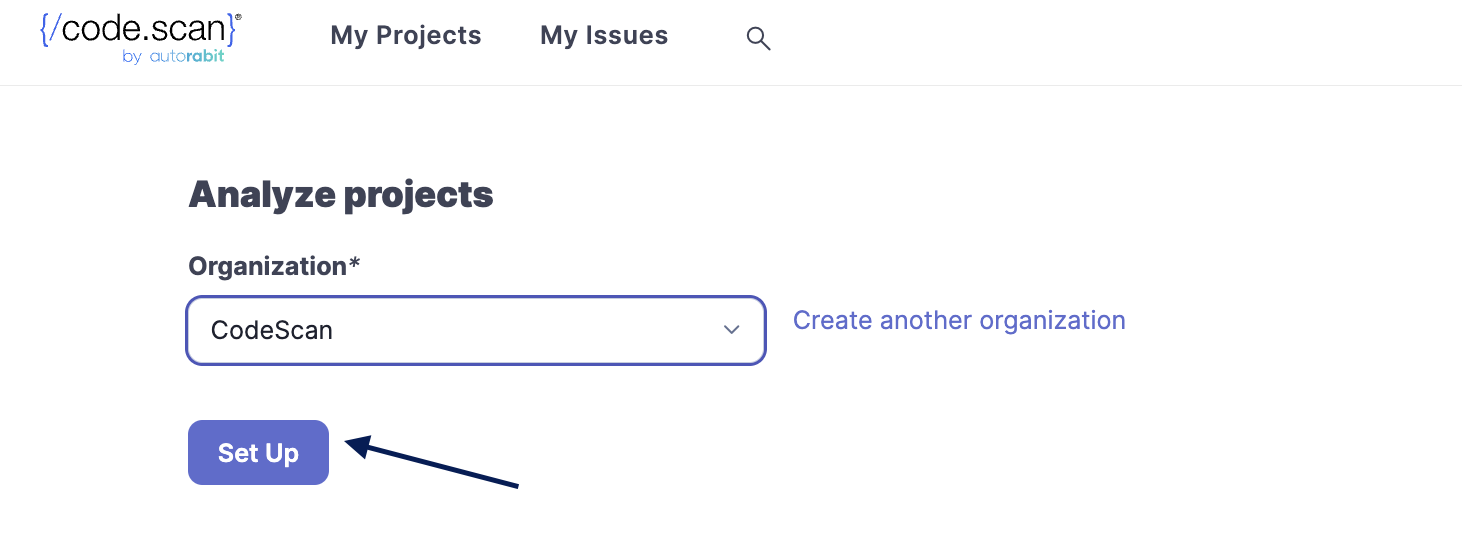 {/code.scan}®
by autorabit
My Projects
My Issues
Analyze projects
Organization*
CodeScan
Create another organization
Set Up